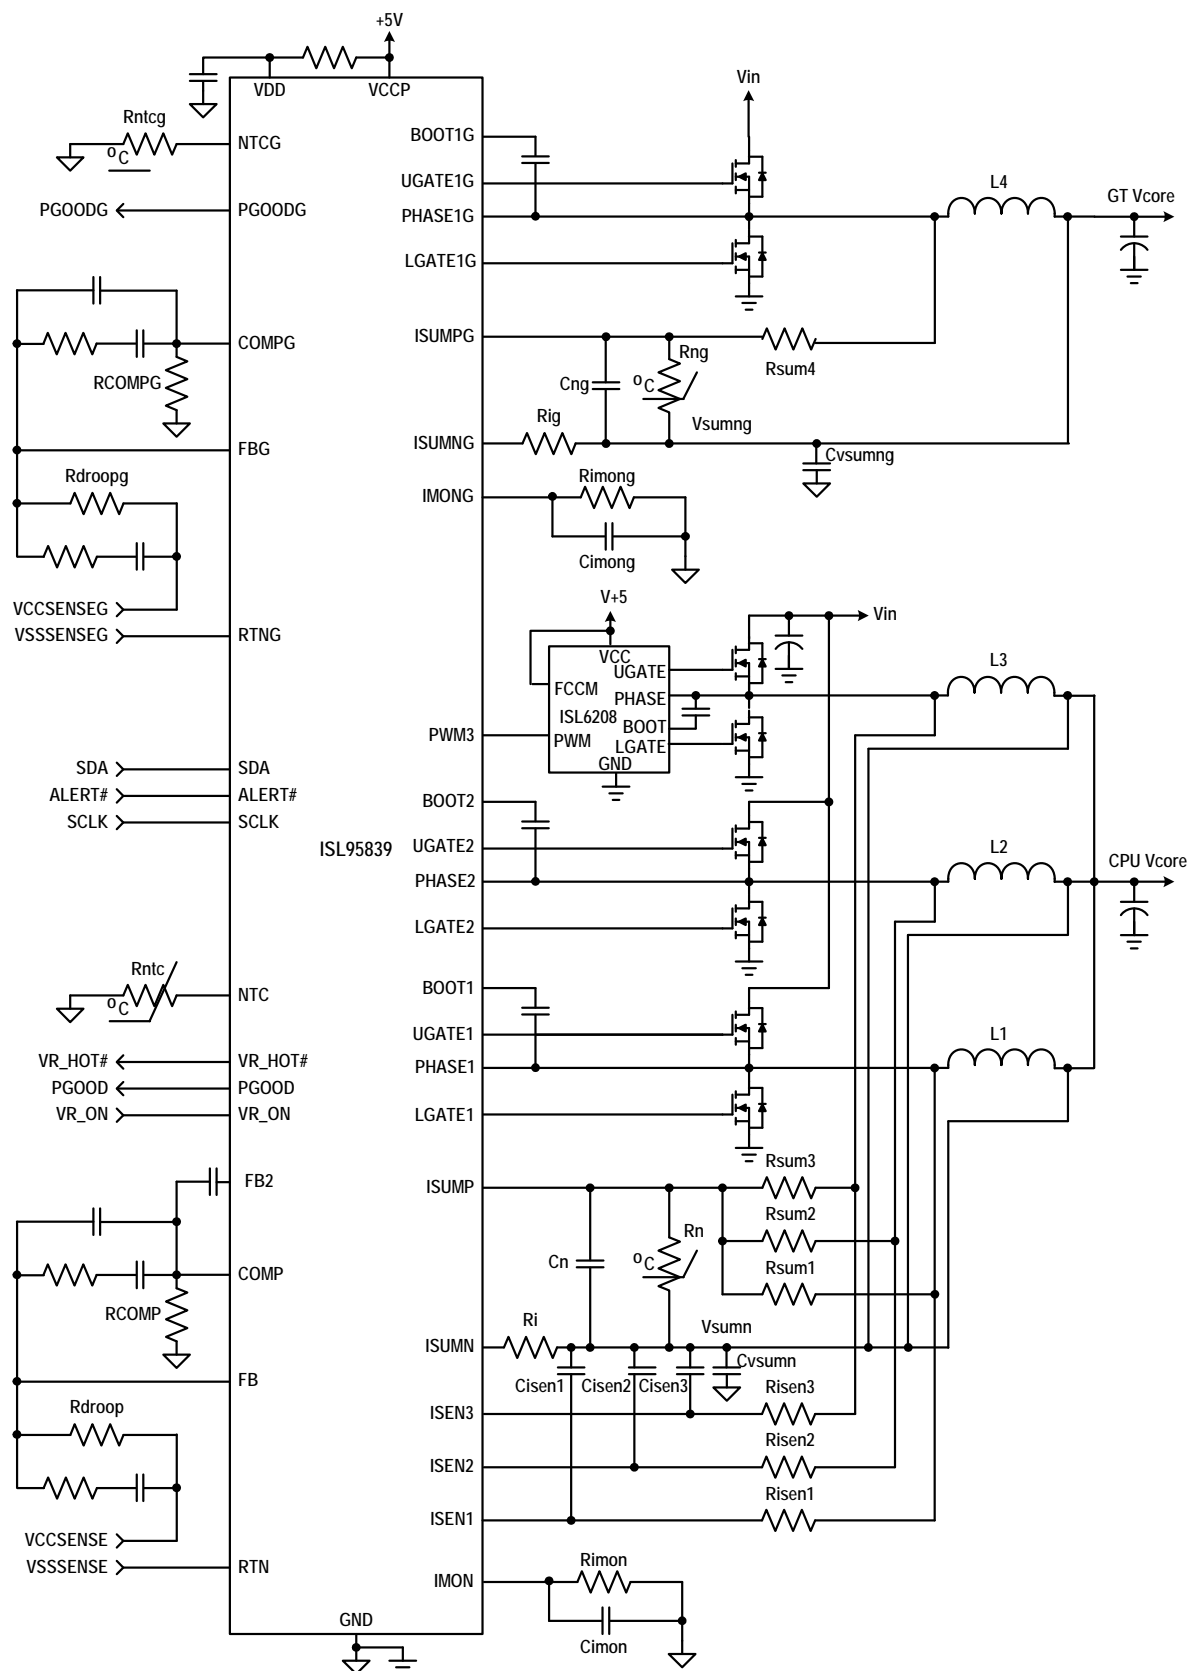 +5V
VDD
VCCP
Vin
Rntcg
oC
NTCG
BOOT1G
UGATE1G
L4
PGOODG
PGOODG
PHASE1G
GT Vcore
LGATE1G
COMPG
ISUMPG
RCOMPG
Cng
oC
Rng
Rsum4
Rig
Vsumng
FBG
ISUMNG
Cvsumng
Rdroopg
IMONG
Rimong
Cimong
VCCSENSEG
V+5
Vin
VSSSENSEG
RTNG
VCC
UGATE
L3
FCCM
PHASE
ISL6208
BOOT
PWM3
PWM
LGATE
GND
SDA
SDA
ALERT#
ALERT#
BOOT2
SCLK
SCLK
ISL95839
UGATE2
L2
PHASE2
CPU Vcore
LGATE2
Rntc
oC
NTC
BOOT1
UGATE1
L1
VR_HOT#
VR_HOT#
PHASE1
PGOOD
PGOOD
VR_ON
VR_ON
LGATE1
Rsum3
FB2
ISUMP
Rsum2
Rn
Cn
oC
COMP
Rsum1
RCOMP
Ri
Vsumn
ISUMN
Cvsumn
FB
Cisen1
Cisen2
Cisen3
Risen3
Rdroop
ISEN3
Risen2
ISEN2
Risen1
ISEN1
VCCSENSE
VSSSENSE
RTN
Rimon
IMON
GND
Cimon